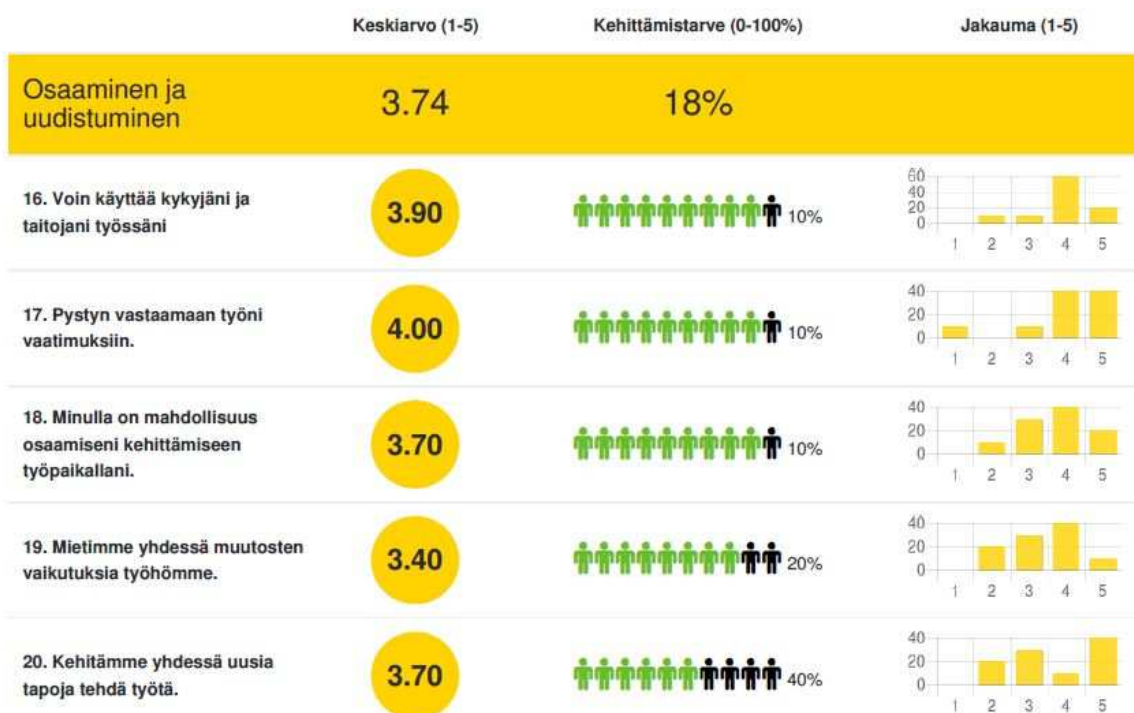 Keskiarvo (1-5) Kehittämistarve (0-100%) Jakauma (1-5)
Osaaminen ja
uudistuminen
3.74 18%
16. Voin käyttää kykyjäni ja
taitojani työssäni
3.90
10%
60
40
20
0
1 2 3 4 5
17. Pystyn vastaamaan työni
vaatimuksiin.
4.00
10%
40
20
0
1 2 3 4 5
18. Minulla on mahdollisuus
osaamiseni kehittämiseen
työpaikallani.
3.70
10%
40
20
0
1 2 3 4 5
19. Mietimme yhdessä muutosten
vaikutuksia työhömme.
3.40
20%
40
20
0
1 2 3 4 5
20. Kehitämme yhdessä uusia
tapoja tehdä työtä.
3.70
40%
40
20
0
1 2 3 4 5